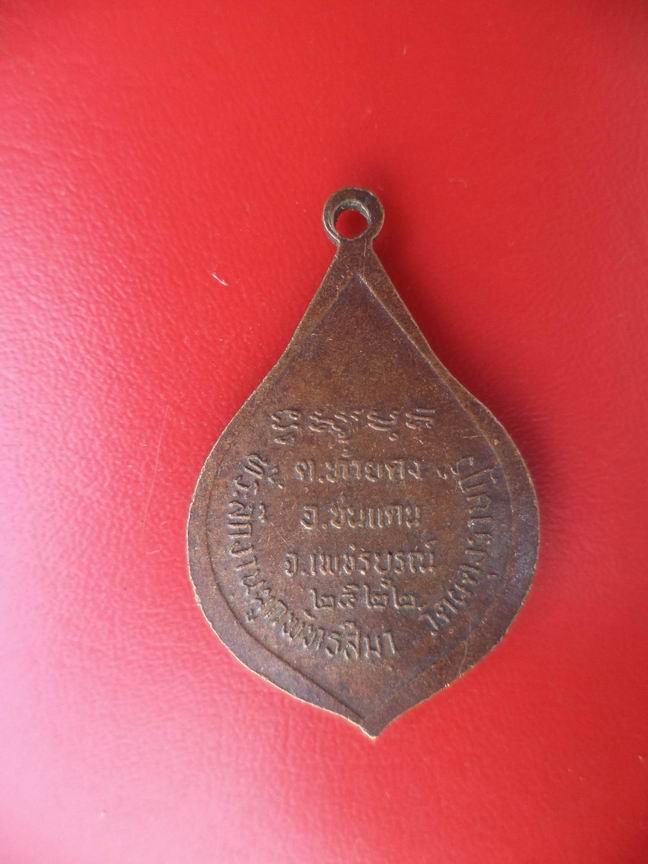 ต.ท้ายดง
อ.ชนแดน
จ.เพชรบูรณ์
๒๕๒๒
ที่ระลึกงานผูกพัทธสีมา วัด